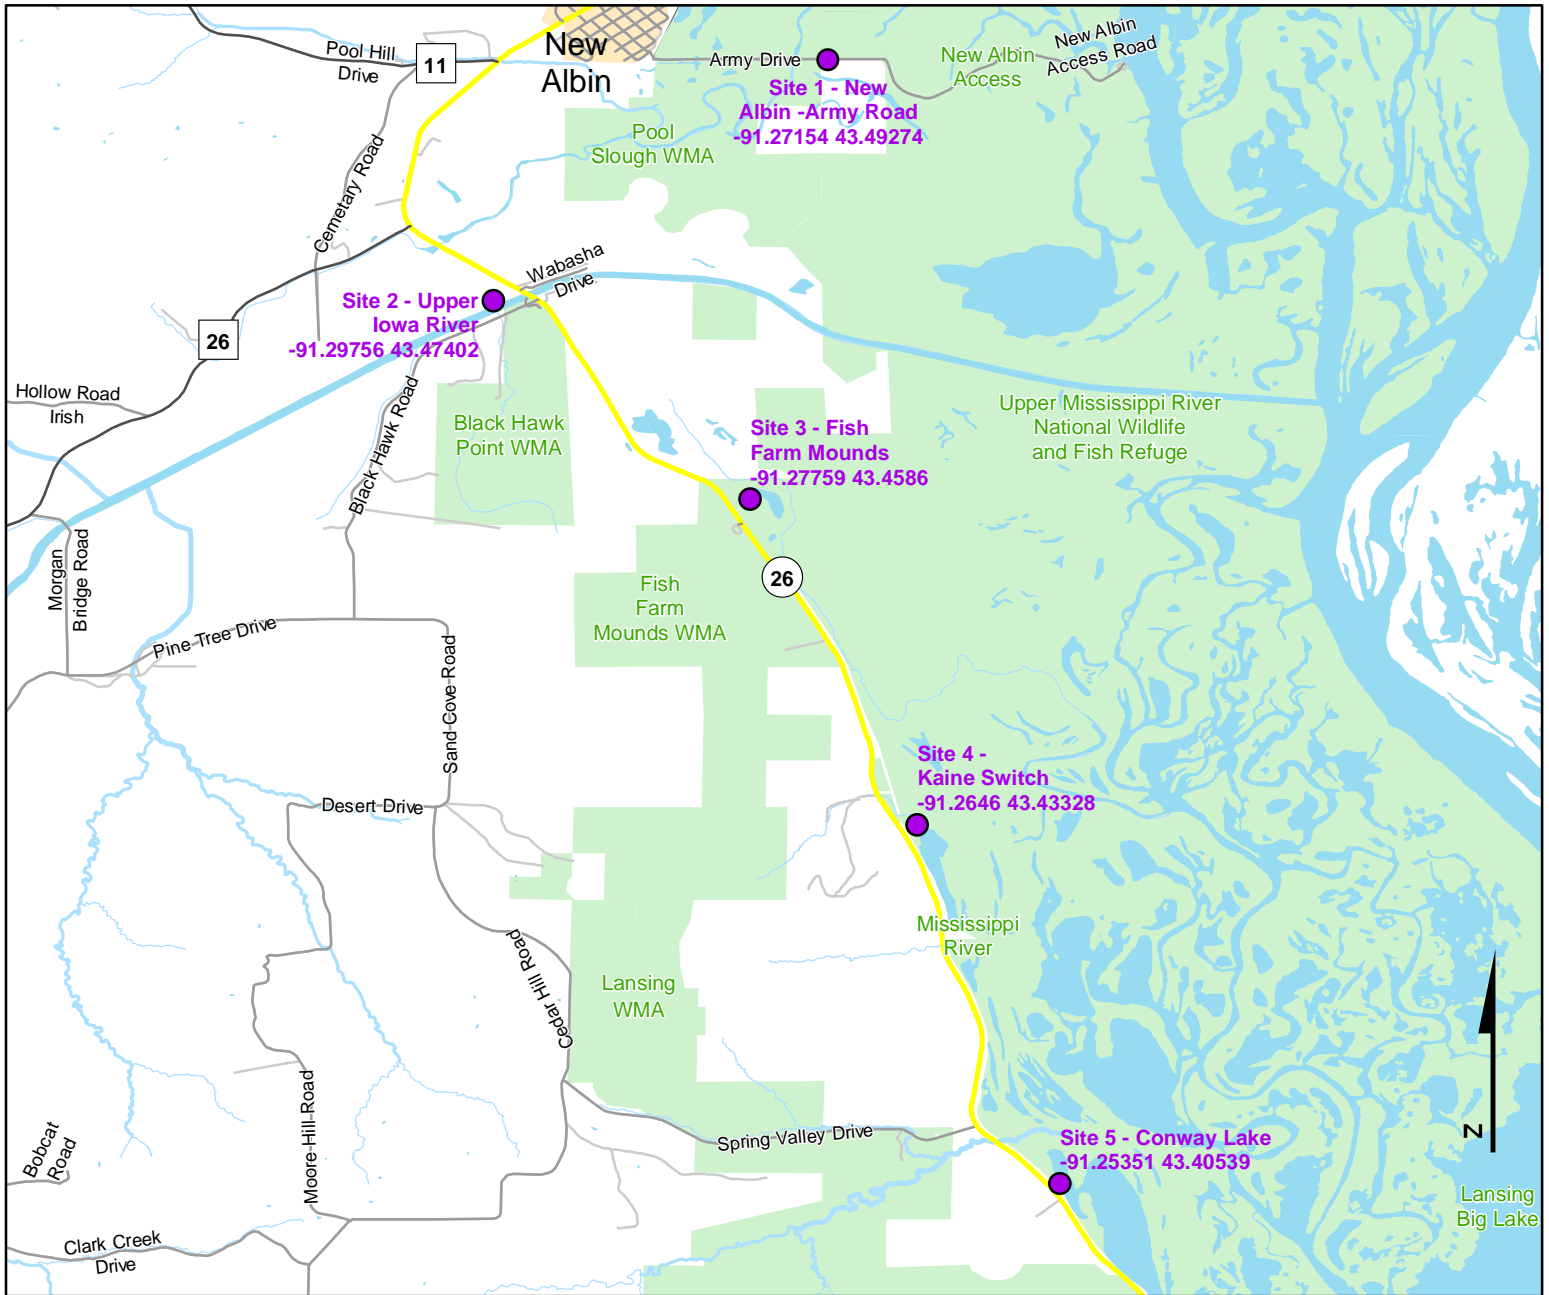 New
Albin
Pool Hill
Drive
11
Army Drive
New Albin
Access Road
New Albin
Access
Site 1 - New
Albin -Army Road
-91.27154 43.49274
Pool
Slough WMA
Cemetary Road
Wabasha
Drive
Site 2 - Upper
Iowa River
-91.29756 43.47402
26
Hollow Road
Irish
Black Hawk Road
Black Hawk
Point WMA
Upper Mississippi River
National Wildlife
and Fish Refuge
Site 3 - Fish
Farm Mounds
-91.27759 43.4586
Morgan
Bridge Road
26
Fish
Farm
Mounds WMA
Pine Tree Drive
Sand Cove Road
Site 4 -
Kaine Switch
-91.2646 43.43328
Desert Drive
Mississippi
River
Cedar Hill Road
Lansing
WMA
Moore Hill Road
Bobcat
Road
Spring Valley Drive
Site 5 - Conway Lake
-91.25351 43.40539
N
Lansing
Big Lake
Clark Creek
Drive